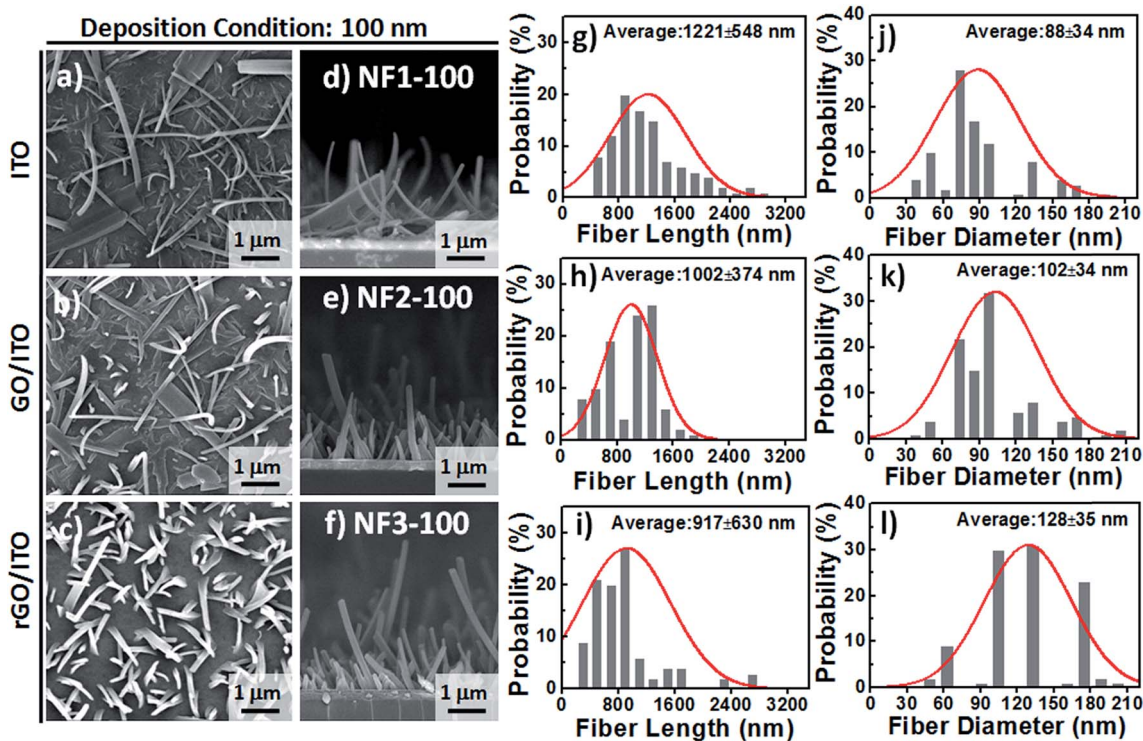 Deposition Condition: 100 nm
ITO
a)
1 µm
d) NF1-100
1 µm
g)
Average:1221±548 nm
Probability (%)
30
20
10
0
0 800 1600 2400 3200
Fiber Length (nm)
j)
Average:88±34 nm
Probability (%)
40
30
20
10
0
0 30 60 90 120 150 180 210
Fiber Diameter (nm)
GO/ITO
b)
1 µm
e) NF2-100
1 µm
h)
Average:1002±374 nm
Probability (%)
30
20
10
0
0 800 1600 2400 3200
Fiber Length (nm)
k)
Average:102±34 nm
Probability (%)
40
30
20
10
0
0 30 60 90 120 150 180 210
Fiber Diameter (nm)
rGO/ITO
c)
1 µm
f) NF3-100
1 µm
i)
Average:917±630 nm
Probability (%)
30
20
10
0
0 800 1600 2400 3200
Fiber Length (nm)
l)
Average:128±35 nm
Probability (%)
40
30
20
10
0
0 30 60 90 120 150 180 210
Fiber Diameter (nm)